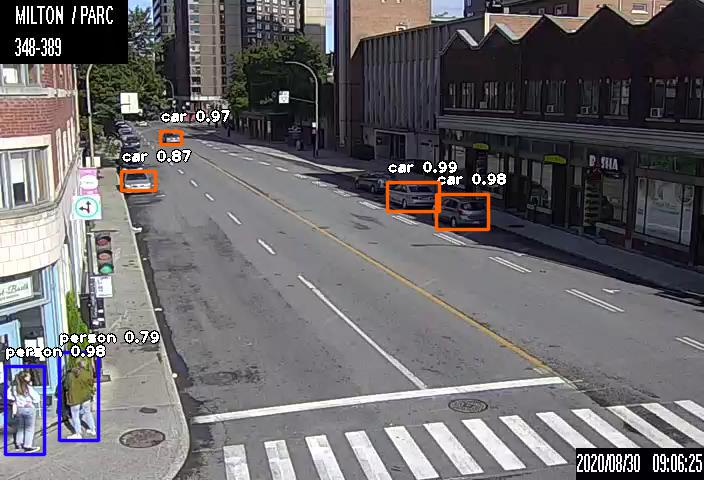 MILTON / PARC
348-389
car 0.97
car 0.87
car 0.99
car 0.98
person 0.79
person 0.98
2020/08/30 09:06:25